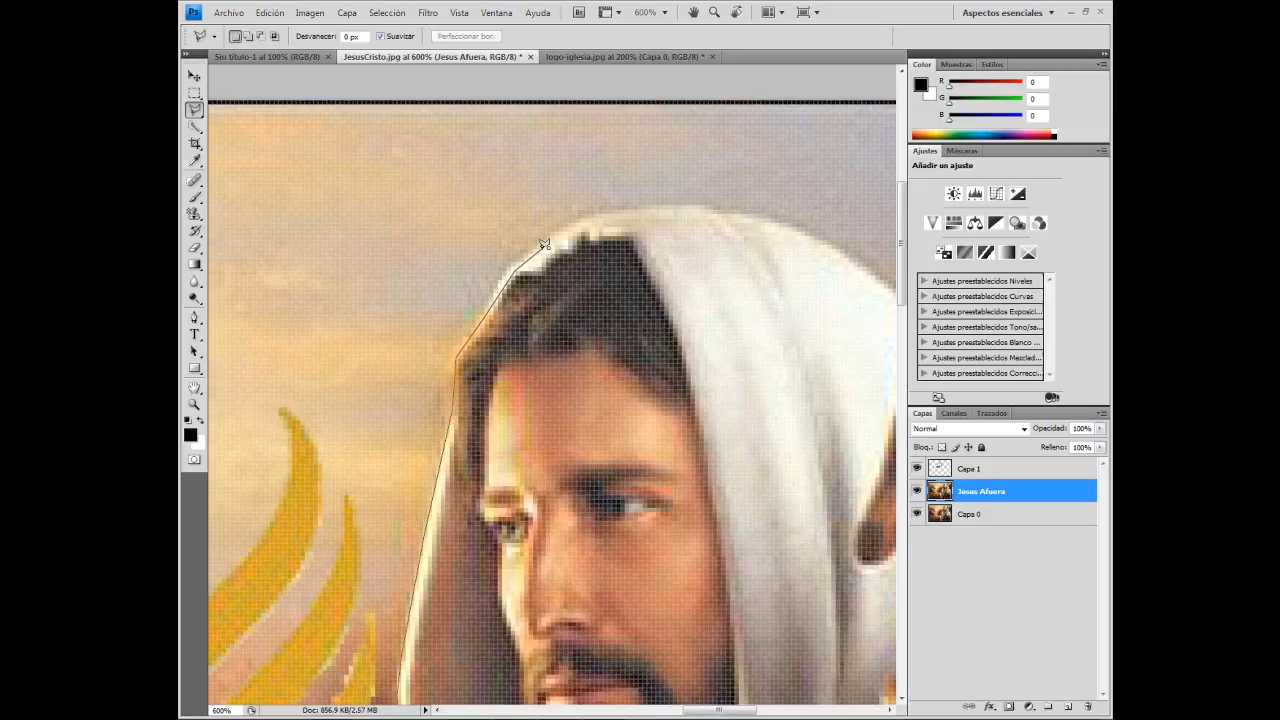 Ps Archivo Edición Imagen Capa Selección Filtro Vista Ventana Ayuda Br 600% Aspectos esenciales
Desvanecer: 0 px Suavizar Perfeccionar bor...
Sin título-1 al 100% (RGB/8) JesusCristo.jpg al 600% (Jesus Afuera, RGB/8) * logo-iglesia.jpg al 200% (Capa 0, RGB/8) *
Color Muestras Estilos
R 0
G 0
B 0
Ajustes Máscaras
Añadir un ajuste
Ajustes preestablecidos Niveles
Ajustes preestablecidos Curvas
Ajustes preestablecidos Exposici...
Ajustes preestablecidos Tono/sa...
Ajustes preestablecidos Blanco ...
Ajustes preestablecidos Mezclad...
Ajustes preestablecidos Correcci...
Capas Canales Trazados
Normal Opacidad: 100%
Bloq.: Relleno: 100%
Capa 1
Jesus Afuera
Capa 0
600% Doc: 856.9 KB/2.57 MB